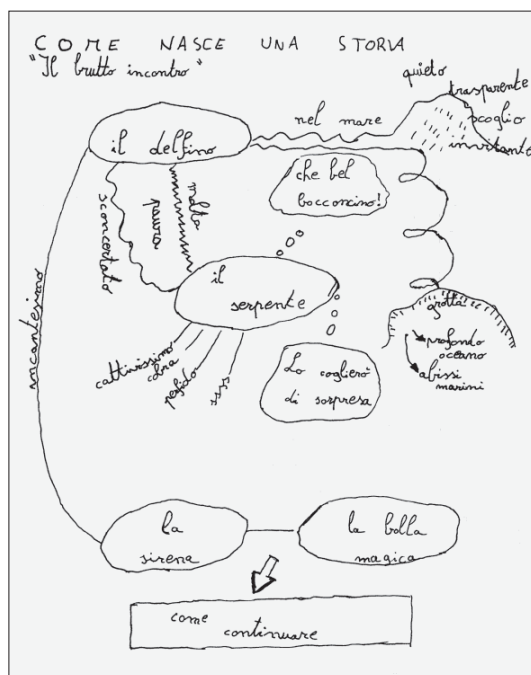 COME NASCE UNA STORIA
"Il brutto incontro"
quieto
trasparente
scoglio
invitante
nel mare
il delfino
che bel
bocconcino!
molta
paura
sconcertato
incantesimo
il
serpente
grotta
profondo
oceano
abissi
marini
cattivissimo
cobra
perfido
Lo coglierò
di sorpresa
la
sirena
la bolla
magica
come
continuare